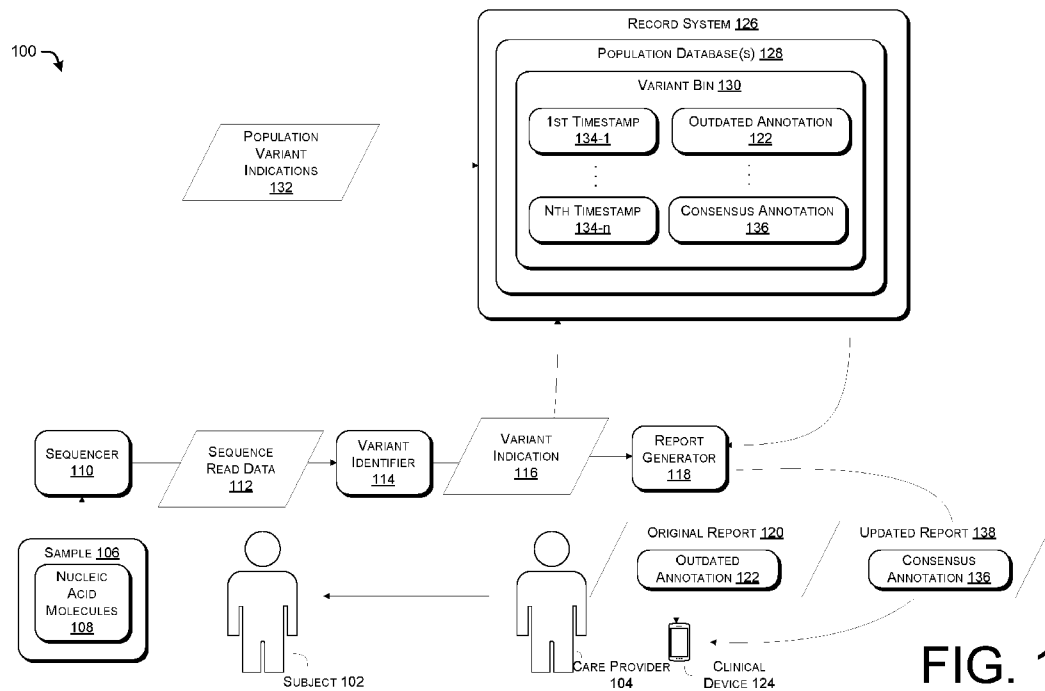 100
RECORD SYSTEM 126
POPULATION DATABASE(S) 128
VARIANT BIN 130
1ST TIMESTAMP
134-1
OUTDATED ANNOTATION
122
NTH TIMESTAMP
134-n
CONSENSUS ANNOTATION
136
POPULATION
VARIANT
INDICATIONS
132
SEQUENCER
110
SEQUENCE
READ DATA
112
VARIANT
IDENTIFIER
114
VARIANT
INDICATION
116
REPORT
GENERATOR
118
SAMPLE 106
NUCLEIC
ACID
MOLECULES
108
SUBJECT 102
CARE PROVIDER
104
ORIGINAL REPORT 120
OUTDATED
ANNOTATION 122
UPDATED REPORT 138
CONSENSUS
ANNOTATION 136
CLINICAL
DEVICE 124
FIG. 1